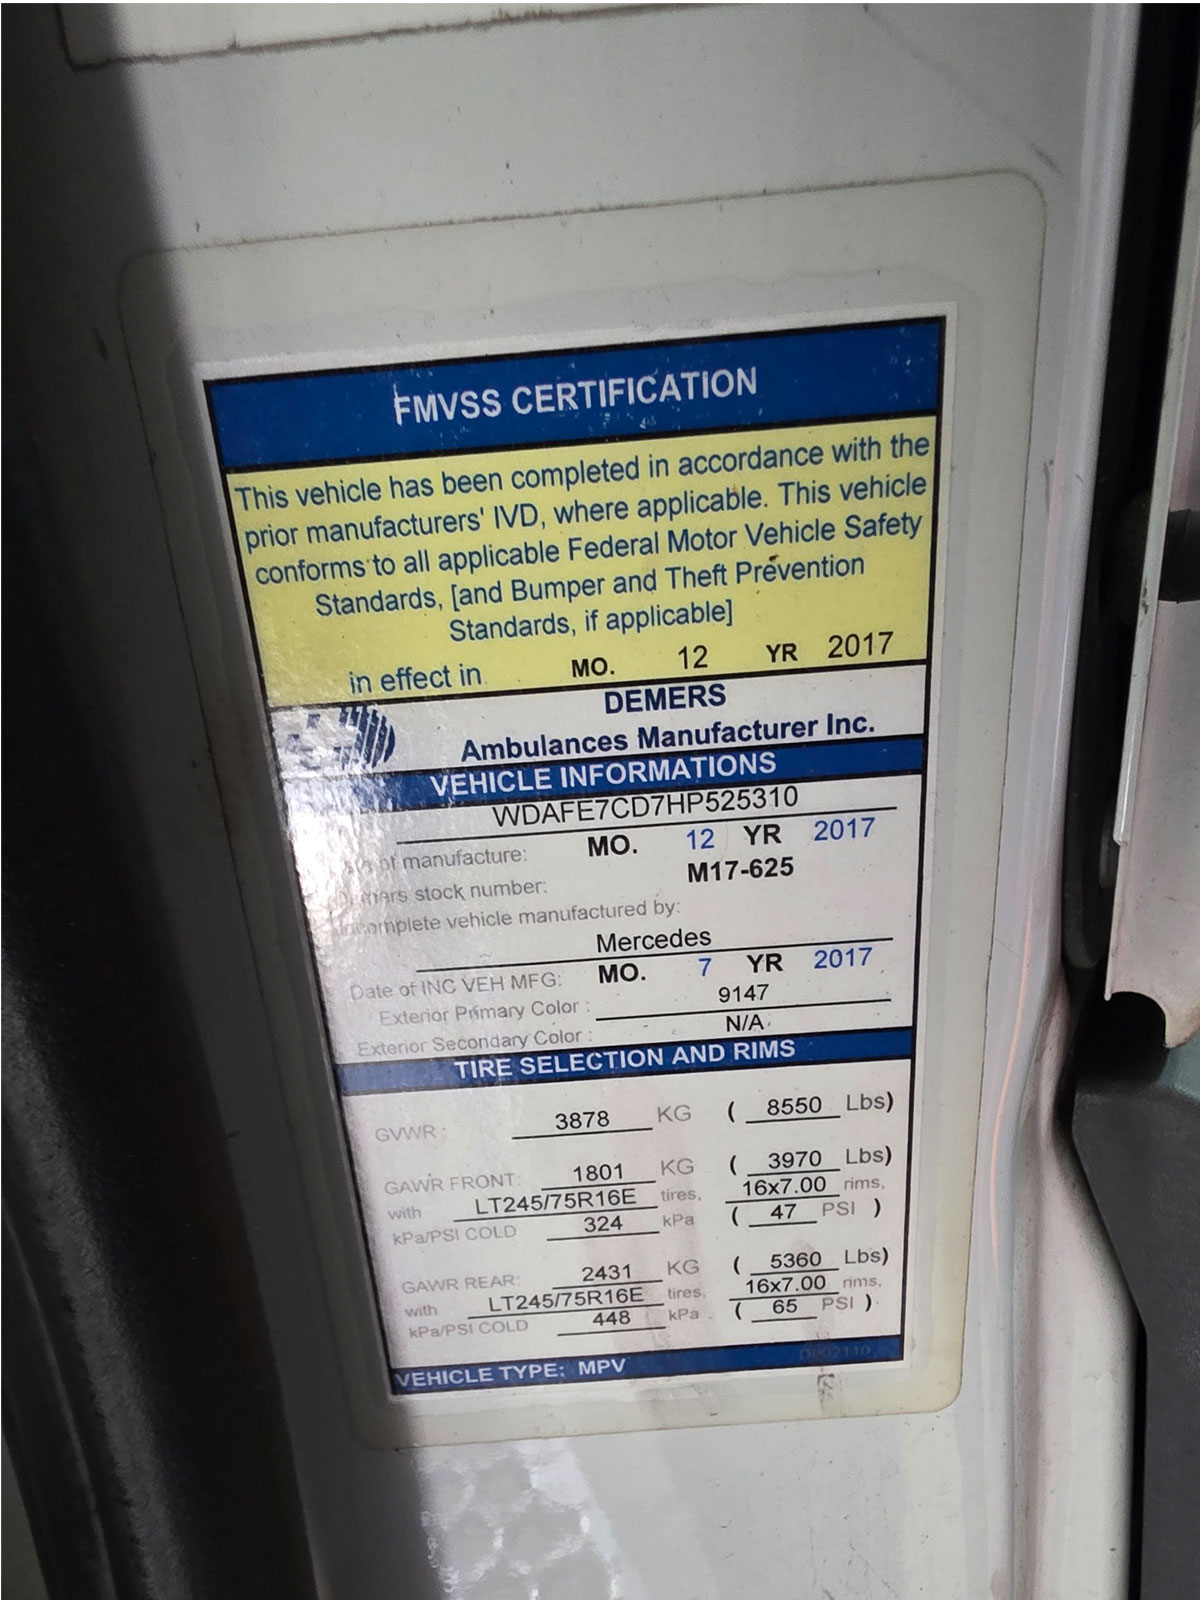 FMVSS CERTIFICATION
This vehicle has been completed in accordance with the
prior manufacturers' IVD, where applicable. This vehicle
conforms to all applicable Federal Motor Vehicle Safety
Standards, [and Bumper and Theft Prevention
Standards, if applicable]
in effect in MO. 12 YR 2017
DEMERS
Ambulances Manufacturer Inc.
VEHICLE INFORMATIONS
WDAFE7CD7HP525310
of manufacture: MO. 12 YR 2017
stock number: M17-625
vehicle manufactured by:
Mercedes
Date of INC VEH MFG: MO. 7 YR 2017
Exterior Primary Color : 9147
Exterior Secondary Color : N/A
TIRE SELECTION AND RIMS
GVWR : 3878 KG ( 8550 Lbs)
GAWR FRONT: 1801 KG ( 3970 Lbs)
with LT245/75R16E tires, 16x7.00 rims,
kPa/PSI COLD 324 kPa ( 47 PSI )
GAWR REAR: 2431 KG ( 5360 Lbs)
with LT245/75R16E tires, 16x7.00 rims,
kPa/PSI COLD 448 kPa ( 65 PSI )
VEHICLE TYPE: MPV